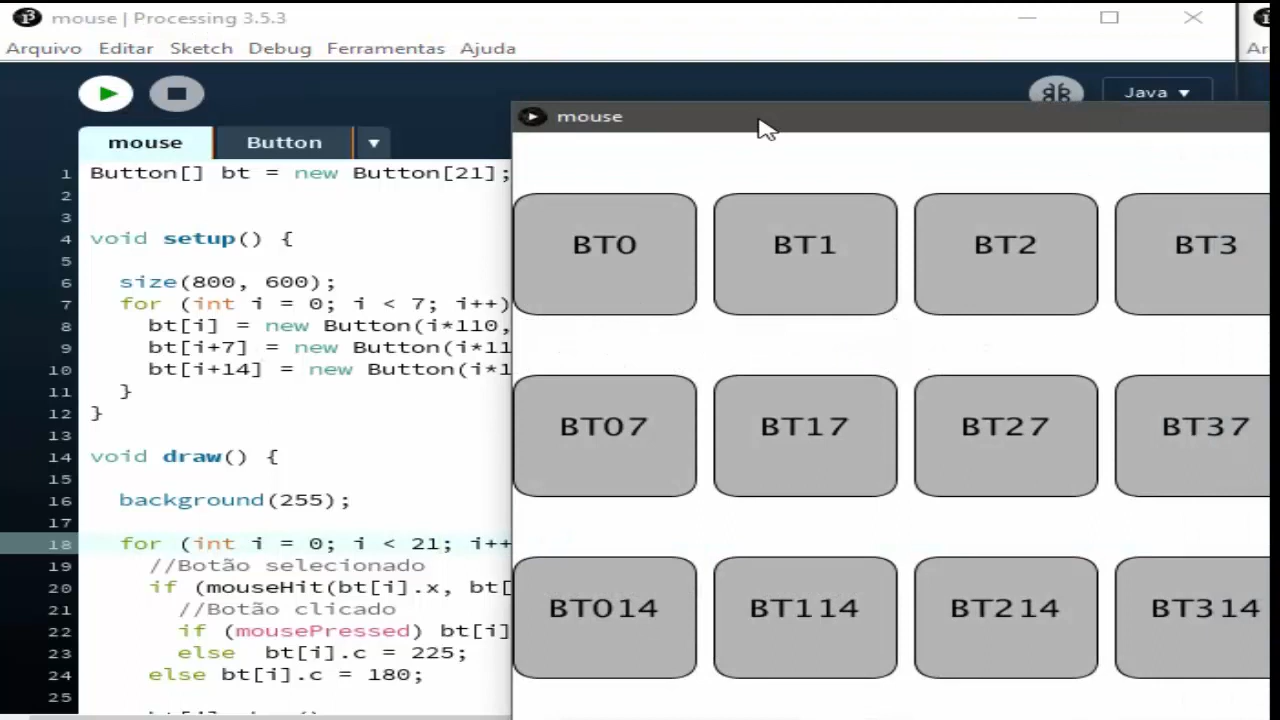 mouse | Processing 3.5.3
Arquivo Editar Sketch Debug Ferramentas Ajuda
Ar
Java
mouse Button
mouse
1 Button[] bt = new Button[21];
2
3
4 void setup() {
5
6 size(800, 600);
7 for (int i = 0; i < 7; i++)
8 bt[i] = new Button(i*110,
9 bt[i+7] = new Button(i*11
10 bt[i+14] = new Button(i*1
11 }
12 }
13
14 void draw() {
15
16 background(255);
17
18 for (int i = 0; i < 21; i++
19 //Botão selecionado
20 if (mouseHit(bt[i].x, bt[
21 //Botão clicado
22 if (mousePressed) bt[i]
23 else bt[i].c = 225;
24 else bt[i].c = 180;
25
BT0 BT1 BT2 BT3
BT07 BT17 BT27 BT37
BT014 BT114 BT214 BT314